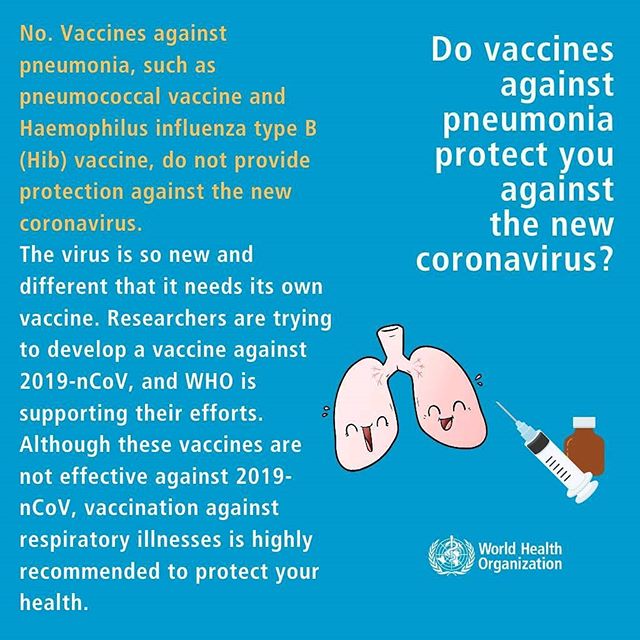 Do vaccines
against
pneumonia
protect you
against
the new
coronavirus?
No. Vaccines against
pneumonia, such as
pneumococcal vaccine and
Haemophilus influenza type B
(Hib) vaccine, do not provide
protection against the new
coronavirus.
The virus is so new and
different that it needs its own
vaccine. Researchers are trying
to develop a vaccine against
2019-nCoV, and WHO is
supporting their efforts.
Although these vaccines are
not effective against 2019-
nCoV, vaccination against
respiratory illnesses is highly
recommended to protect your
health.
World Health
Organization